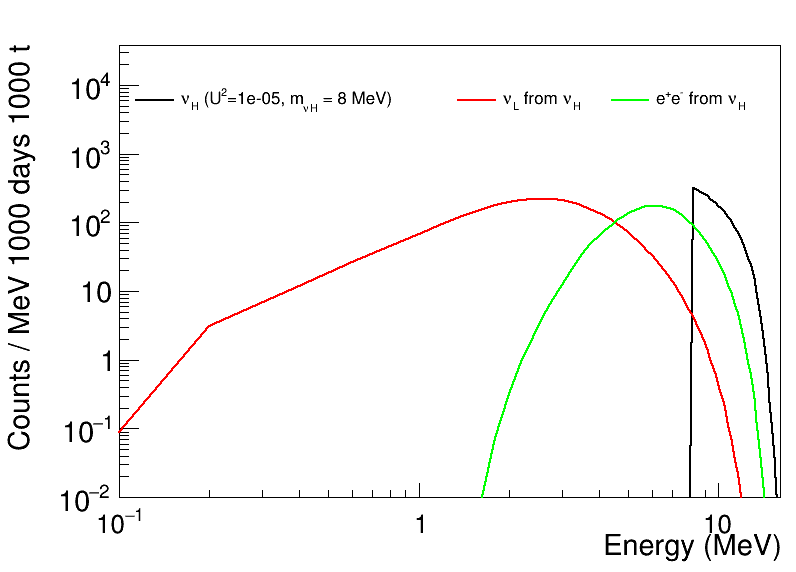 Counts / MeV 1000 days 1000 t
10⁴
10³
10²
10
1
10⁻¹
10⁻²
ν_H (U²=1e-05, m_νH = 8 MeV) ν_L from ν_H e⁺e⁻ from ν_H
10⁻¹ 1 10
Energy (MeV)